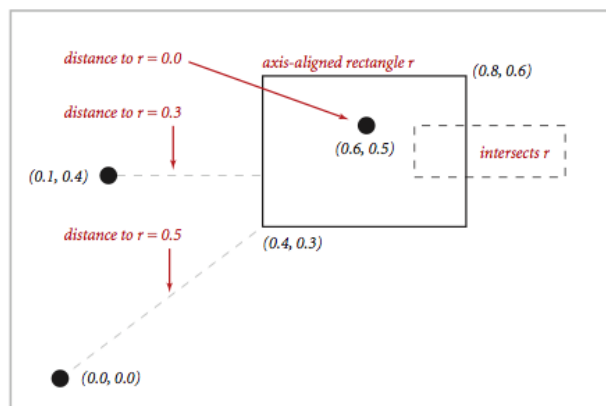 distance to r = 0.0
axis-aligned rectangle r
(0.8, 0.6)
distance to r = 0.3
(0.6, 0.5)
intersects r
(0.1, 0.4)
distance to r = 0.5
(0.4, 0.3)
(0.0, 0.0)